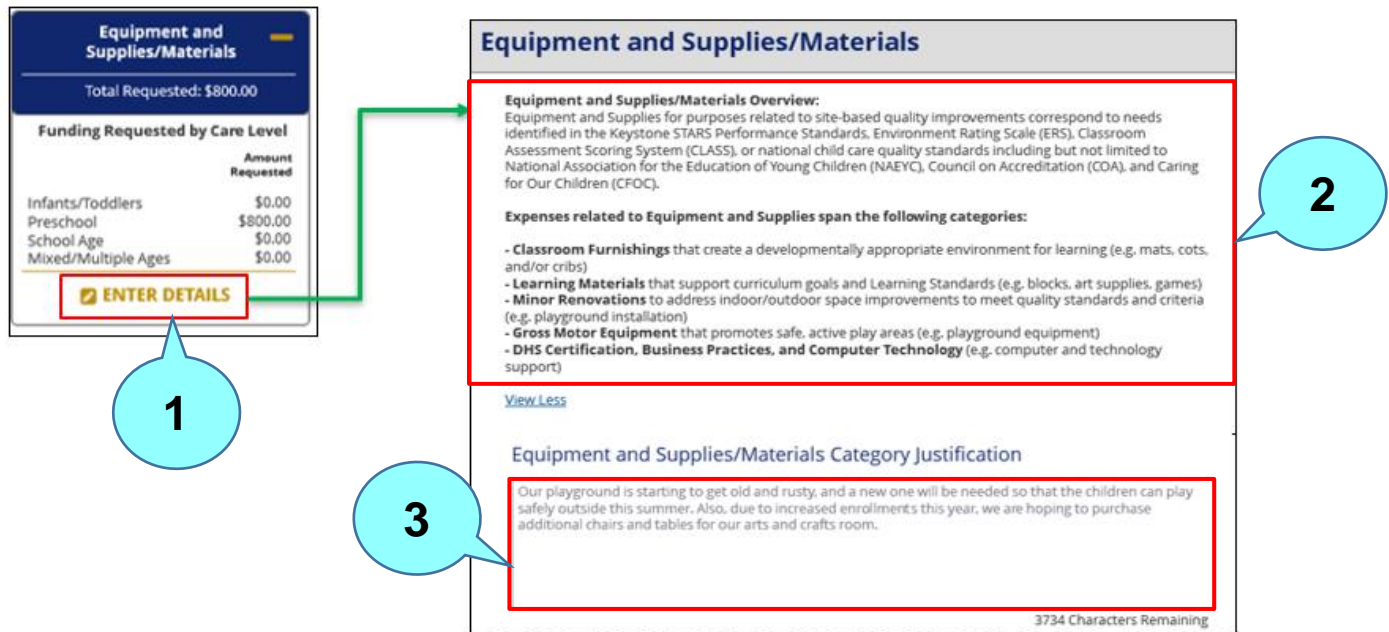 Equipment and
Supplies/Materials
Total Requested: $800.00
Funding Requested by Care Level
Amount
Requested
Infants/Toddlers $0.00
Preschool $800.00
School Age $0.00
Mixed/Multiple Ages $0.00
ENTER DETAILS
1
Equipment and Supplies/Materials
Equipment and Supplies/Materials Overview:
Equipment and Supplies for purposes related to site-based quality improvements correspond to needs
identified in the Keystone STARS Performance Standards, Environment Rating Scale (ERS), Classroom
Assessment Scoring System (CLASS), or national child care quality standards including but not limited to
National Association for the Education of Young Children (NAEYC), Council on Accreditation (COA), and Caring
for Our Children (CFOC).
Expenses related to Equipment and Supplies span the following categories:
- Classroom Furnishings that create a developmentally appropriate environment for learning (e.g. mats, cots,
and/or cribs)
- Learning Materials that support curriculum goals and Learning Standards (e.g. blocks, art supplies, games)
- Minor Renovations to address indoor/outdoor space improvements to meet quality standards and criteria
(e.g. playground installation)
- Gross Motor Equipment that promotes safe, active play areas (e.g. playground equipment)
- DHS Certification, Business Practices, and Computer Technology (e.g. computer and technology
support)
2
View Less
Equipment and Supplies/Materials Category Justification
Our playground is starting to get old and rusty, and a new one will be needed so that the children can play
safely outside this summer. Also, due to increased enrollments this year, we are hoping to purchase
additional chairs and tables for our arts and crafts room.
3
3734 Characters Remaining